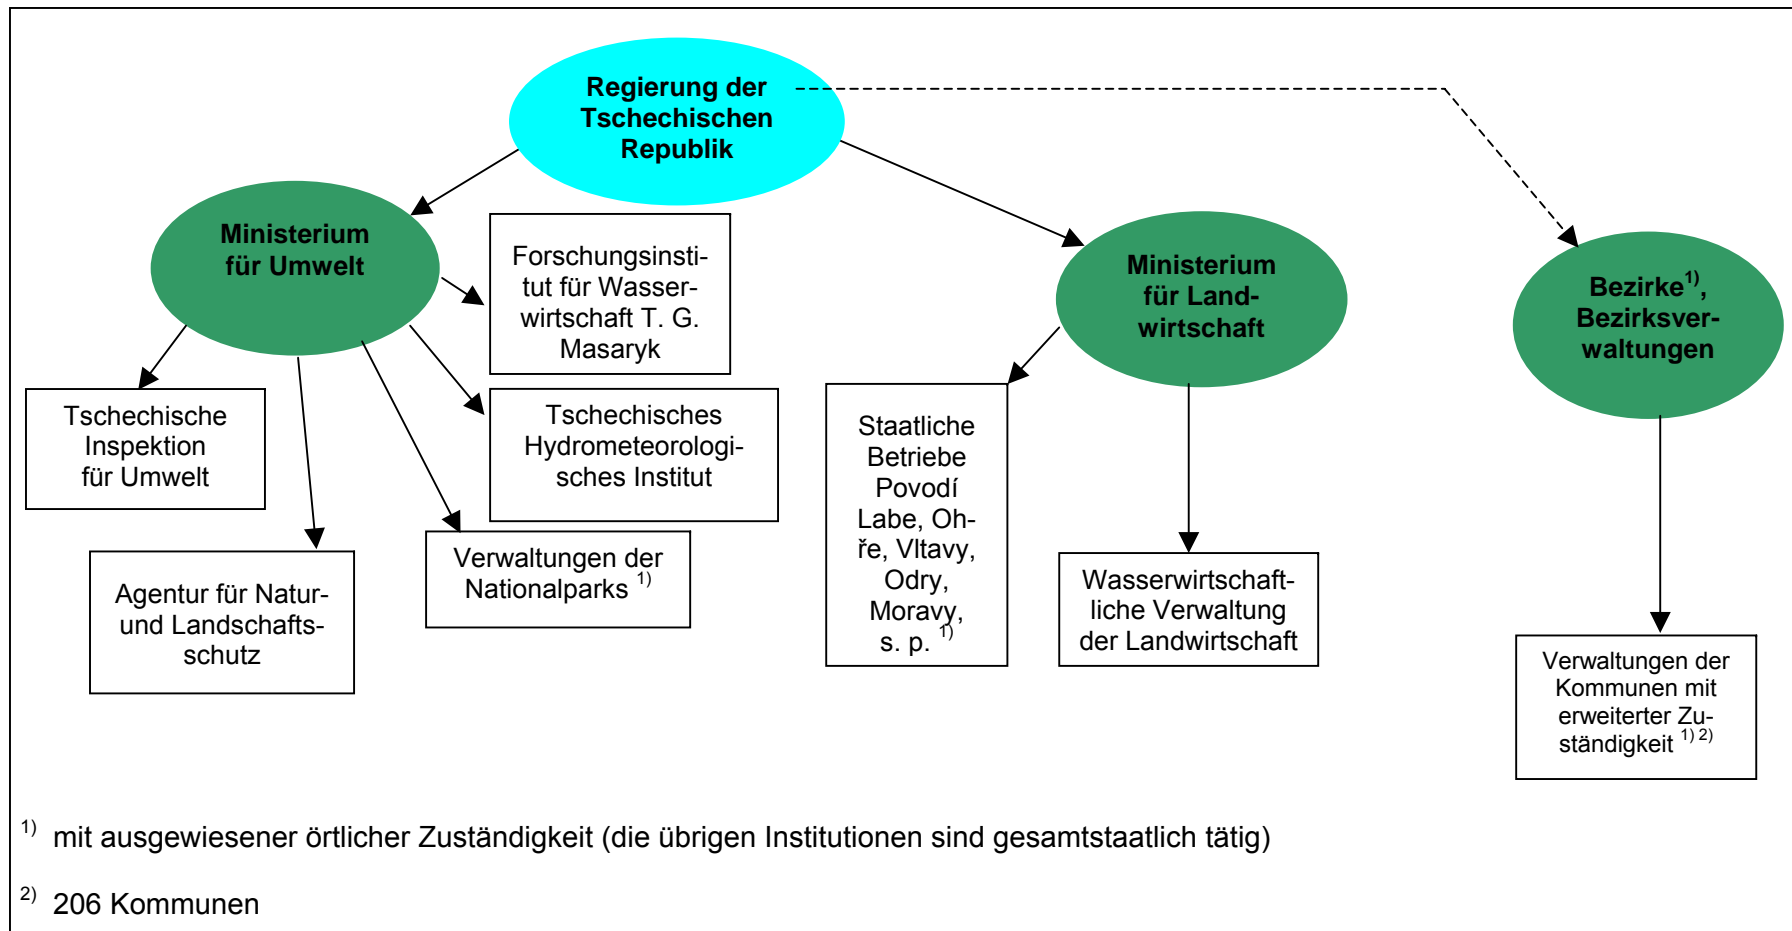 Regierung der
Tschechischen
Republik
Ministerium
für Umwelt
Forschungsinsti-
tut für Wasser-
wirtschaft T. G.
Masaryk
Ministerium
für Land-
wirtschaft
Bezirke1),
Bezirksver-
waltungen
Tschechische
Inspektion
für Umwelt
Tschechisches
Hydrometeorologi-
sches Institut
Staatliche
Betriebe
Povodí
Labe, Oh-
ře, Vltavy,
Odry,
Moravy,
s. p. 1)
Agentur für Natur-
und Landschafts-
schutz
Verwaltungen der
Nationalparks 1)
Wasserwirtschaft-
liche Verwaltung
der Landwirtschaft
Verwaltungen der
Kommunen mit
erweiterter Zu-
ständigkeit 1) 2)
1) mit ausgewiesener örtlicher Zuständigkeit (die übrigen Institutionen sind gesamtstaatlich tätig)
2) 206 Kommunen